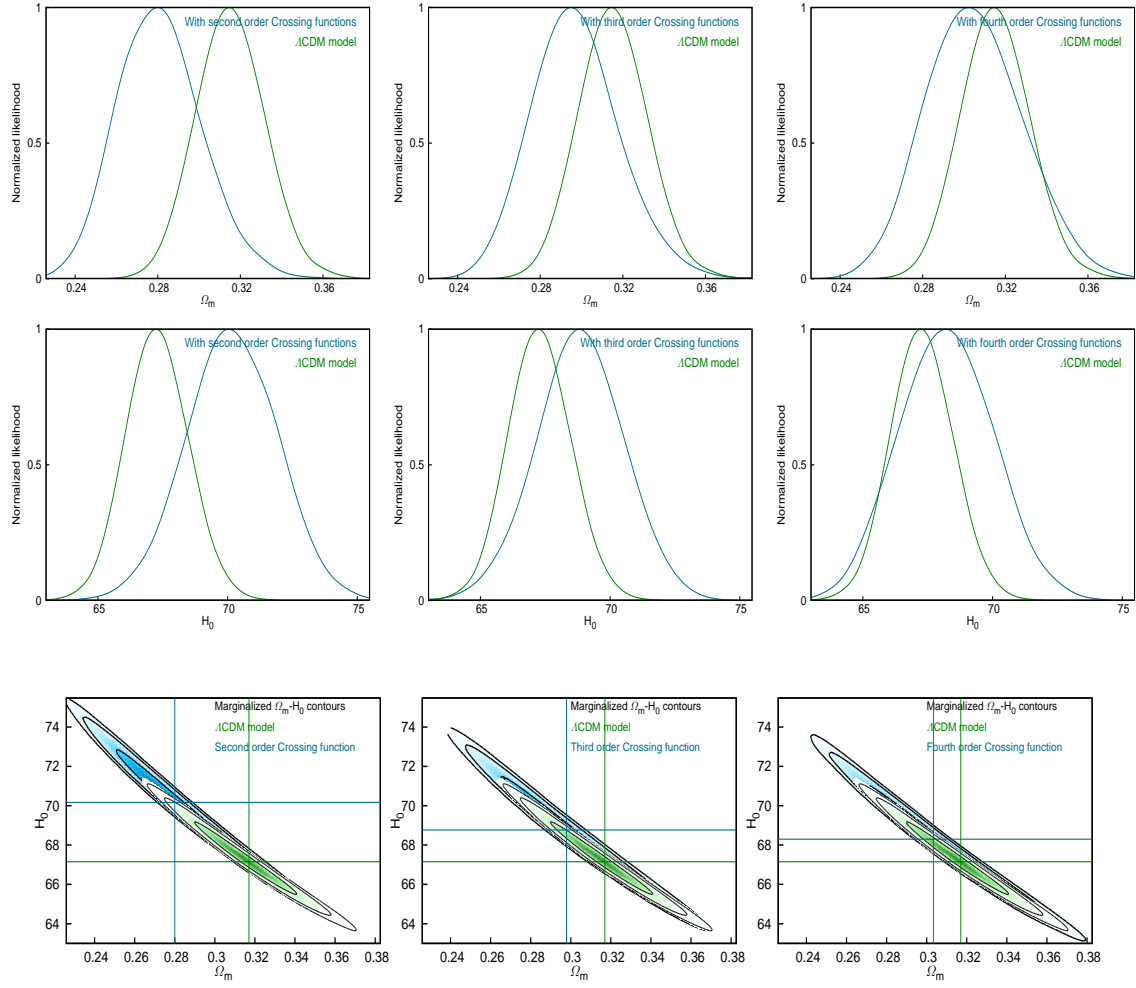 1
With second order Crossing functions
ΛCDM model
Normalized likelihood
0.5
0
0.24 0.28 0.32 0.36
Ωm
1
With third order Crossing functions
ΛCDM model
Normalized likelihood
0.5
0
0.24 0.28 0.32 0.36
Ωm
1
With fourth order Crossing functions
ΛCDM model
Normalized likelihood
0.5
0
0.24 0.28 0.32 0.36
Ωm
1
With second order Crossing functions
ΛCDM model
Normalized likelihood
0.5
0
65 70 75
H0
1
With third order Crossing functions
ΛCDM model
Normalized likelihood
0.5
0
65 70 75
H0
1
With fourth order Crossing functions
ΛCDM model
Normalized likelihood
0.5
0
65 70 75
H0
Marginalized Ωm-H0 contours
ΛCDM model
Second order Crossing function
H0
74
72
70
68
66
64
0.24 0.26 0.28 0.30 0.32 0.34 0.36 0.38
Ωm
Marginalized Ωm-H0 contours
ΛCDM model
Third order Crossing function
H0
74
72
70
68
66
64
0.24 0.26 0.28 0.30 0.32 0.34 0.36 0.38
Ωm
Marginalized Ωm-H0 contours
ΛCDM model
Fourth order Crossing function
H0
74
72
70
68
66
64
0.24 0.26 0.28 0.30 0.32 0.34 0.36 0.38
Ωm